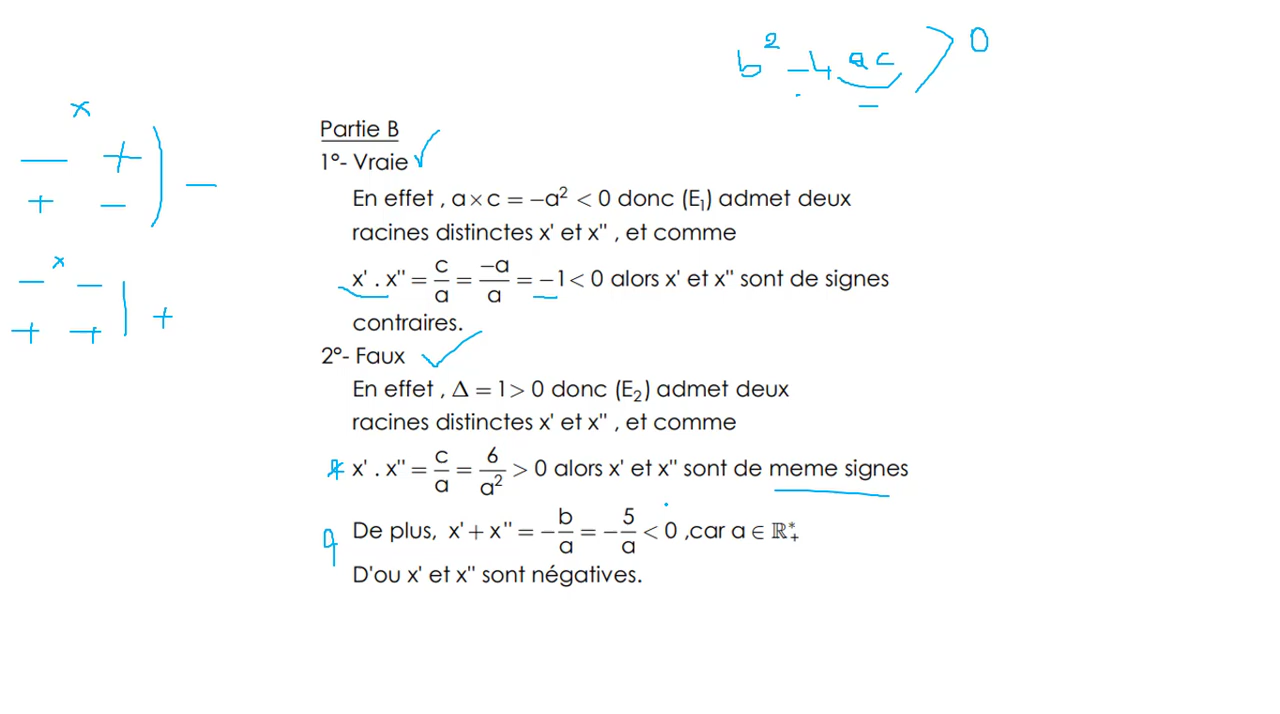 b² - 4ac > 0
-
x
- + ) -
+ -
x
- - | +
+ +
Partie B
1°- Vraie ✓
En effet , a × c = −a² < 0 donc (E₁) admet deux
racines distinctes x' et x'' , et comme
x' . x'' = c/a = −a/a = −1 < 0 alors x' et x'' sont de signes
contraires.
2°- Faux ✓
En effet , Δ = 1 > 0 donc (E₂) admet deux
racines distinctes x' et x'' , et comme
x' . x'' = c/a = 6/a² > 0 alors x' et x'' sont de meme signes
De plus, x' + x'' = −b/a = −5/a < 0 ,car a ∈ ℝ*₊
D'ou x' et x'' sont négatives.